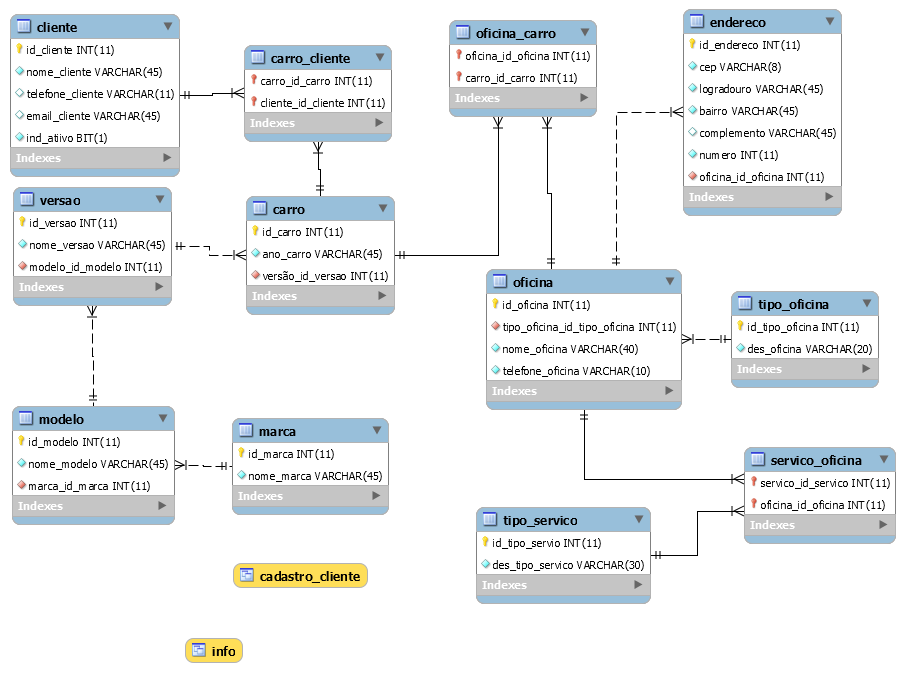 cliente
id_cliente INT(11)
nome_cliente VARCHAR(45)
telefone_cliente VARCHAR(11)
email_cliente VARCHAR(45)
ind_atiivo BIT(1)
Indexes
carro_cliente
carro_id_carro INT(11)
cliente_id_cliente INT(11)
Indexes
oficina_carro
oficina_id_oficina INT(11)
carro_id_carro INT(11)
Indexes
endereco
id_endereco INT(11)
cep VARCHAR(8)
logradouro VARCHAR(45)
bairro VARCHAR(45)
complemento VARCHAR(45)
numero INT(11)
oficina_id_oficina INT(11)
Indexes
versao
id_versao INT(11)
nome_versao VARCHAR(45)
modelo_id_modelo INT(11)
Indexes
carro
id_carro INT(11)
ano_carro VARCHAR(45)
versão_id_versao INT(11)
Indexes
oficina
id_oficina INT(11)
tipo_oficina_id_tipo_oficina INT(11)
nome_oficina VARCHAR(40)
telefone_oficina VARCHAR(10)
Indexes
tipo_oficina
id_tipo_oficina INT(11)
des_oficina VARCHAR(20)
Indexes
modelo
id_modelo INT(11)
nome_modelo VARCHAR(45)
marca_id_marca INT(11)
Indexes
marca
id_marca INT(11)
nome_marca VARCHAR(45)
Indexes
servico_oficina
servico_id_servico INT(11)
oficina_id_oficina INT(11)
Indexes
tipo_servico
id_tipo_servio INT(11)
des_tipo_servico VARCHAR(30)
Indexes
cadastro_cliente
info